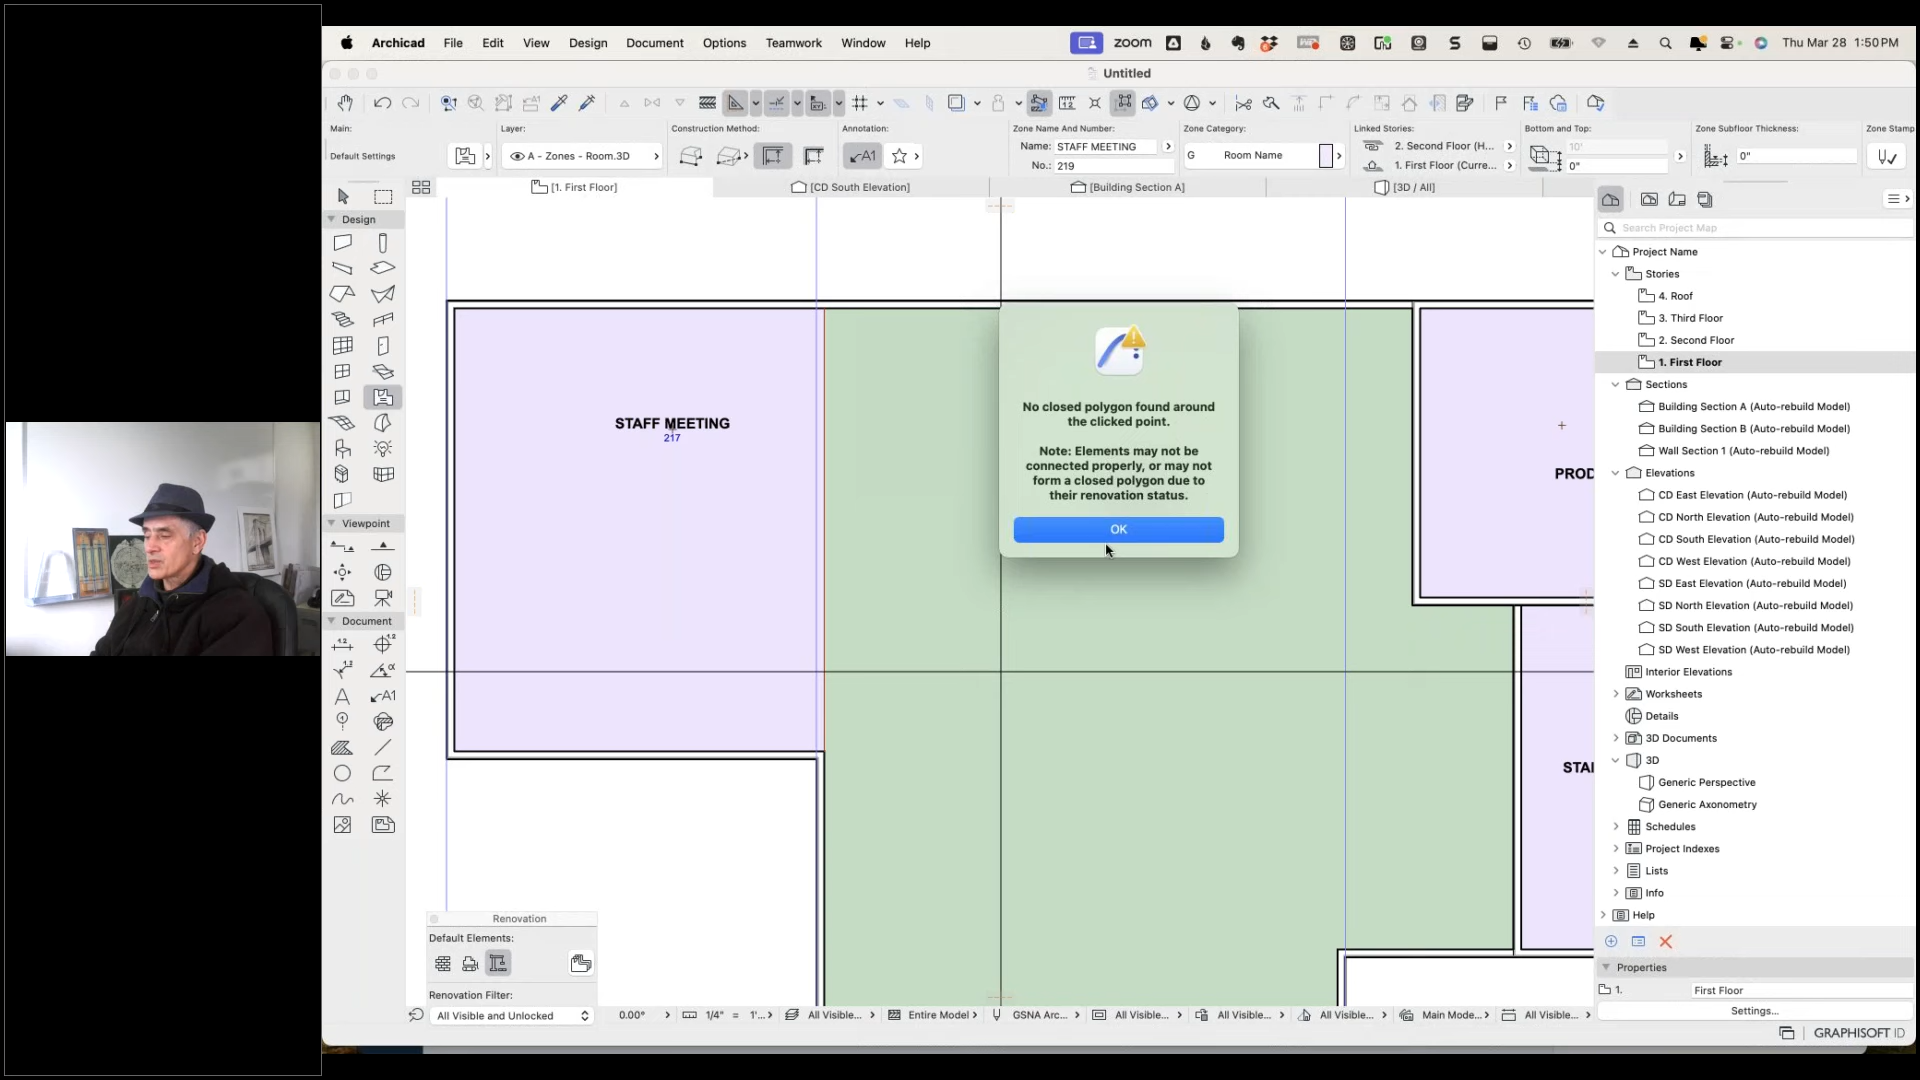 Archicad File Edit View Design Document Options Teamwork Window Help
zoom
Thu Mar 28 1:50 PM
Untitled
Main:
Default Settings
Layer:
A - Zones - Room.3D
Construction Method:
Annotation:
A1
Zone Name And Number:
Name: STAFF MEETING
No.: 219
Zone Category:
G Room Name
Linked Stories:
2. Second Floor (H...
1. First Floor (Curre...
Bottom and Top:
10'
0"
Zone Subfloor Thickness:
0"
Zone Stamp
[1. First Floor]
[CD South Elevation]
[Building Section A]
[3D / All]
Design
Viewpoint
Document
STAFF MEETING
217
No closed polygon found around
the clicked point.
Note: Elements may not be
connected properly, or may not
form a closed polygon due to
their renovation status.
OK
PROD
STAI
Renovation
Default Elements:
Renovation Filter:
All Visible and Unlocked
0.00°
1/4" = 1'...
All Visible...
Entire Model
GSNA Arc...
All Visible...
All Visible...
All Visible...
Main Mode...
All Visible...
Search Project Map
Project Name
Stories
4. Roof
3. Third Floor
2. Second Floor
1. First Floor
Sections
Building Section A (Auto-rebuild Model)
Building Section B (Auto-rebuild Model)
Wall Section 1 (Auto-rebuild Model)
Elevations
CD East Elevation (Auto-rebuild Model)
CD North Elevation (Auto-rebuild Model)
CD South Elevation (Auto-rebuild Model)
CD West Elevation (Auto-rebuild Model)
SD East Elevation (Auto-rebuild Model)
SD North Elevation (Auto-rebuild Model)
SD South Elevation (Auto-rebuild Model)
SD West Elevation (Auto-rebuild Model)
Interior Elevations
Worksheets
Details
3D Documents
3D
Generic Perspective
Generic Axonometry
Schedules
Project Indexes
Lists
Info
Help
Properties
1. First Floor
Settings...
GRAPHISOFT ID